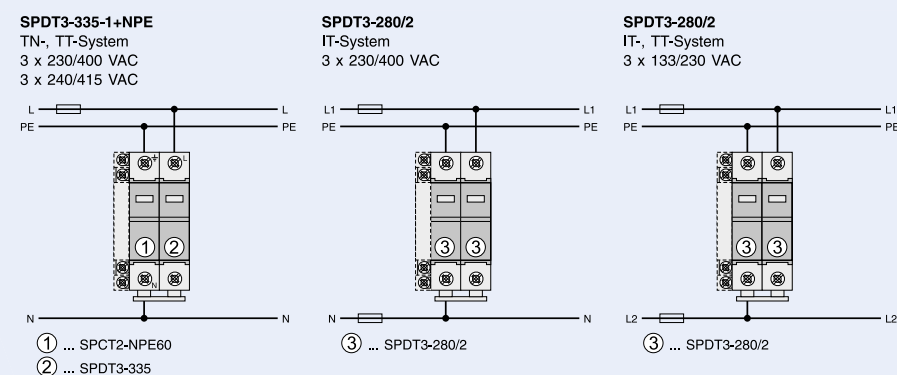 SPDT3-335-1+NPE
TN-, TT-System
3 x 230/400 VAC
3 x 240/415 VAC
L
L
PE
PE
L
1
2
N
N
N
1 ... SPCT2-NPE60
2 ... SPDT3-335
SPDT3-280/2
IT-System
3 x 230/400 VAC
L1
L1
PE
PE
3
3
N
N
3 ... SPDT3-280/2
SPDT3-280/2
IT-, TT-System
3 x 133/230 VAC
L1
L1
PE
PE
3
3
L2
L2
3 ... SPDT3-280/2